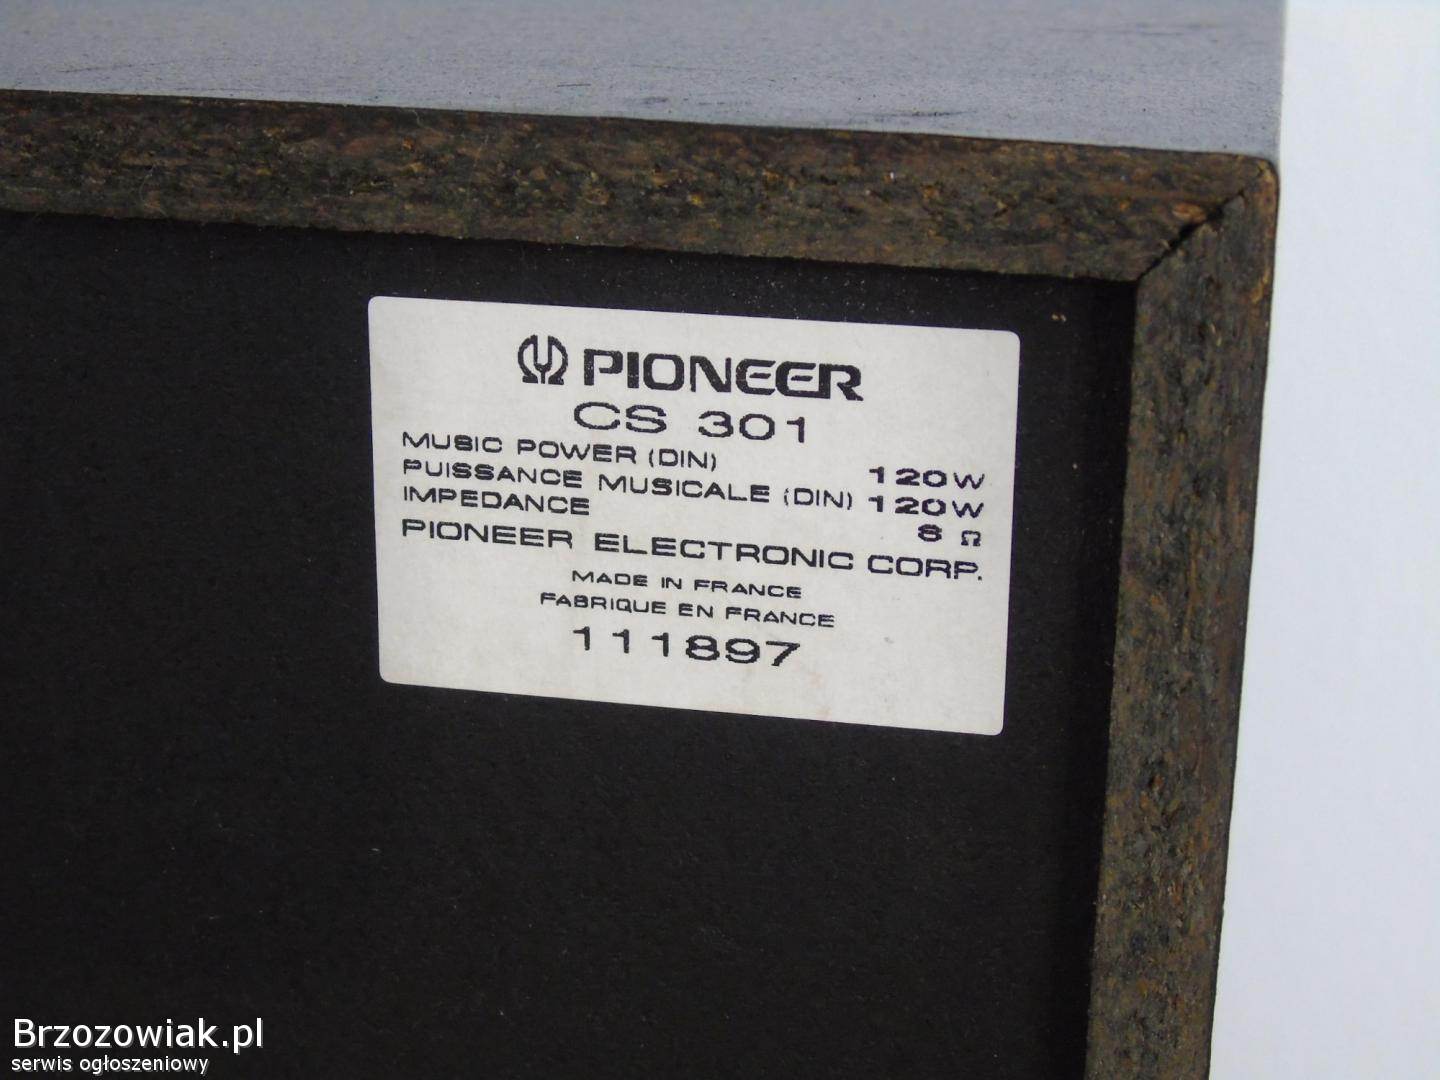 PIONEER
CS 301
MUSIC POWER (DIN) 120W
PUISSANCE MUSICALE (DIN) 120W
IMPEDANCE 8 Ω
PIONEER ELECTRONIC CORP.
MADE IN FRANCE
FABRIQUE EN FRANCE
111897
Brzozowiak.pl
serwis ogłoszeniowy